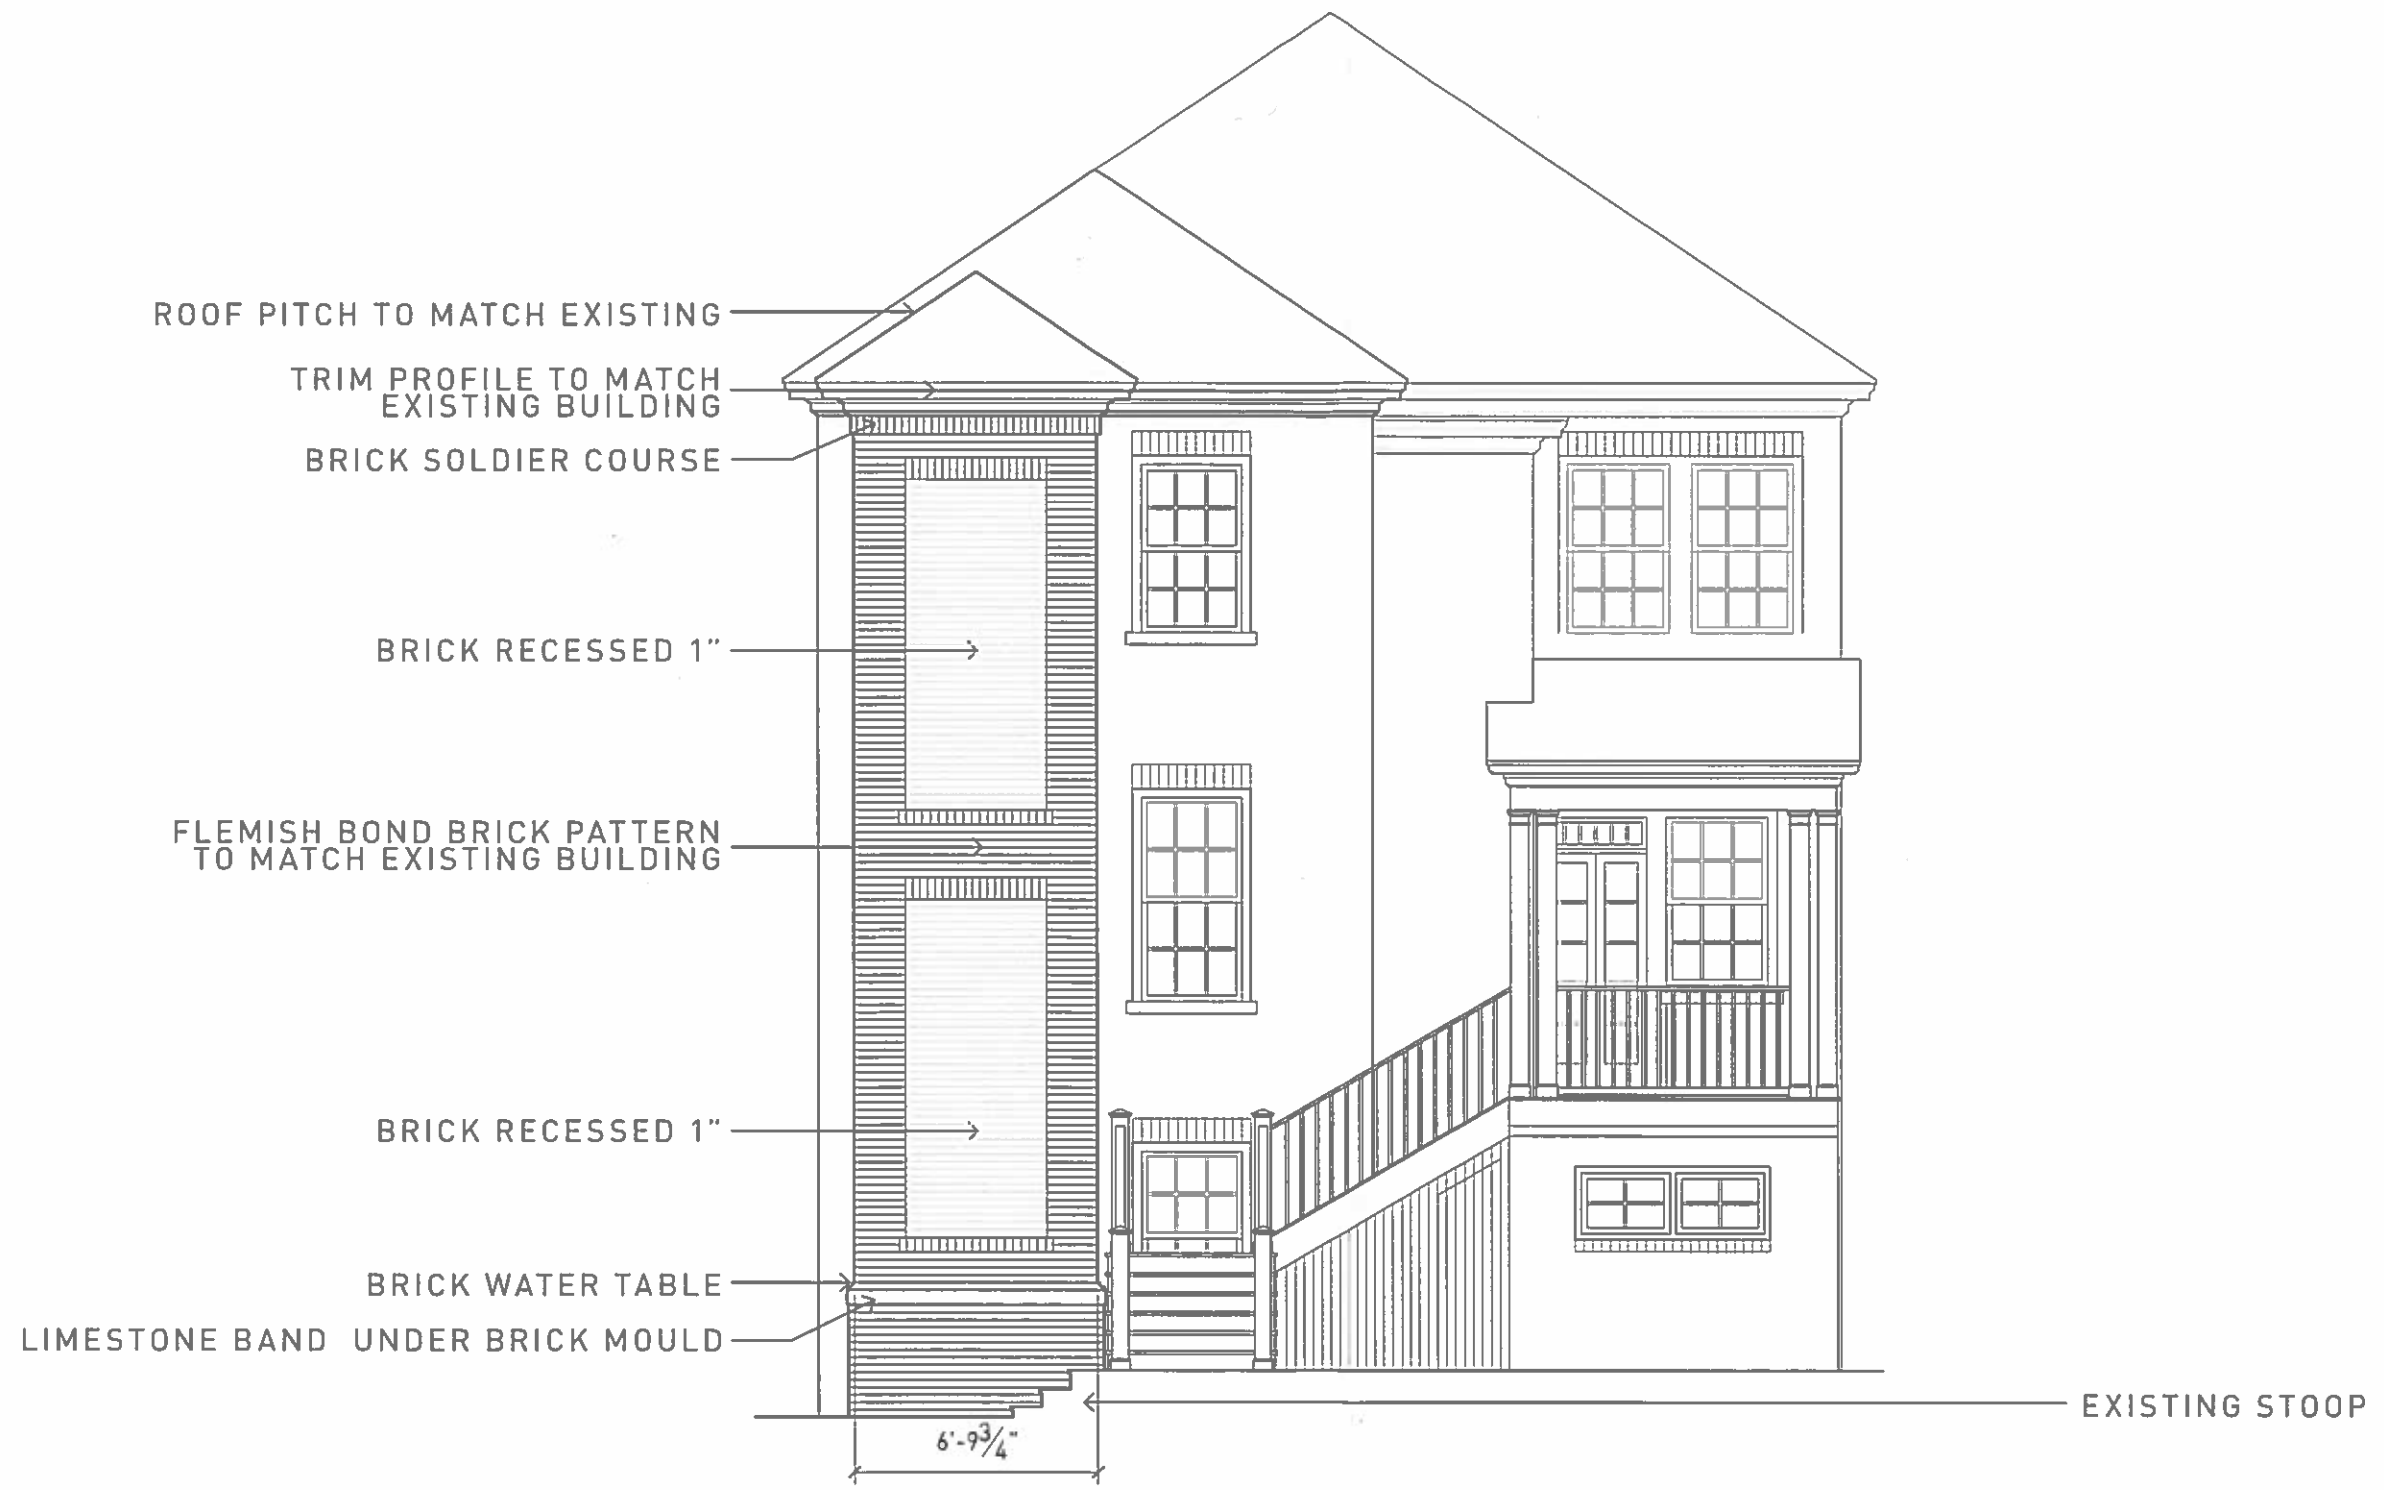 ROOF PITCH TO MATCH EXISTING
TRIM PROFILE TO MATCH
EXISTING BUILDING
BRICK SOLDIER COURSE
BRICK RECESSED 1"
FLEMISH BOND BRICK PATTERN
TO MATCH EXISTING BUILDING
BRICK RECESSED 1"
BRICK WATER TABLE
LIMESTONE BAND UNDER BRICK MOULD
EXISTING STOOP
6'-9 3/4"